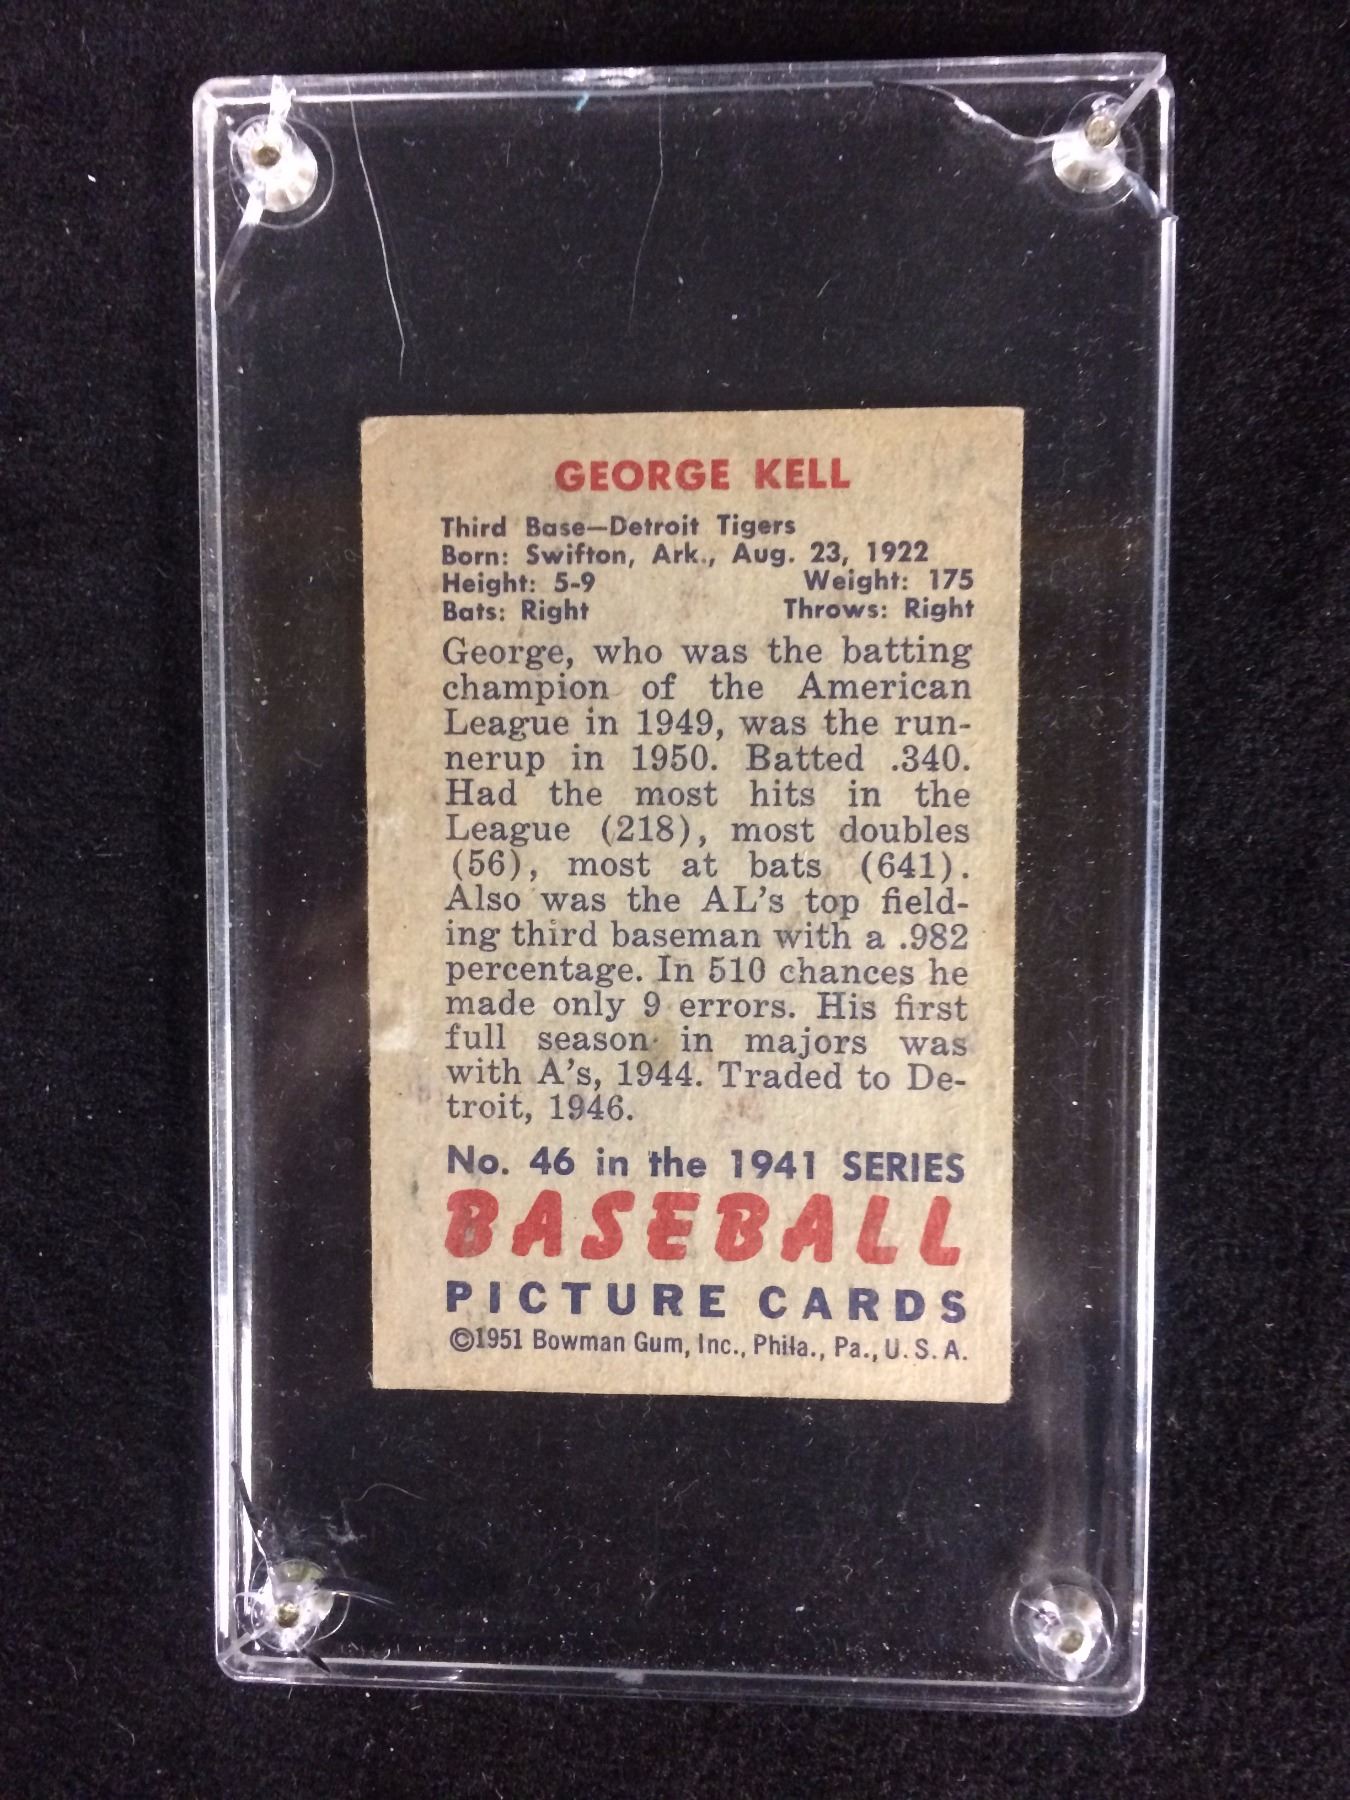 GEORGE KELL
Third Base—Detroit Tigers
Born: Swifton, Ark., Aug. 23, 1922
Height: 5-9 Weight: 175
Bats: Right Throws: Right
George, who was the batting
champion of the American
League in 1949, was the run-
nerup in 1950. Batted .340.
Had the most hits in the
League (218), most doubles
(56), most at bats (641).
Also was the AL's top field-
ing third baseman with a .982
percentage. In 510 chances he
made only 9 errors. His first
full season in majors was
with A's, 1944. Traded to De-
troit, 1946.
No. 46 in the 1941 SERIES
BASEBALL
PICTURE CARDS
©1951 Bowman Gum, Inc., Phila., Pa., U.S.A.